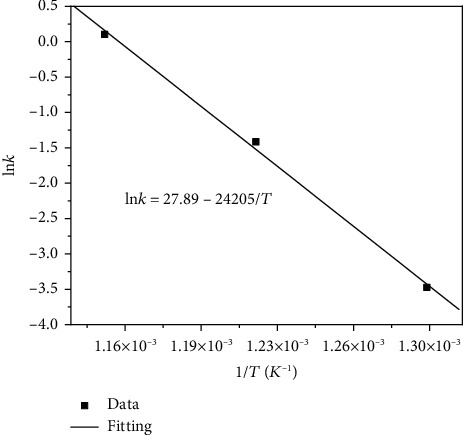 0.5
0.0
−0.5
−1.0
−1.5
−2.0
−2.5
−3.0
−3.5
−4.0
lnk
lnk = 27.89 − 24205/T
1.16×10⁻³ 1.19×10⁻³ 1.23×10⁻³ 1.26×10⁻³ 1.30×10⁻³
1/T (K⁻¹)
Data
Fitting